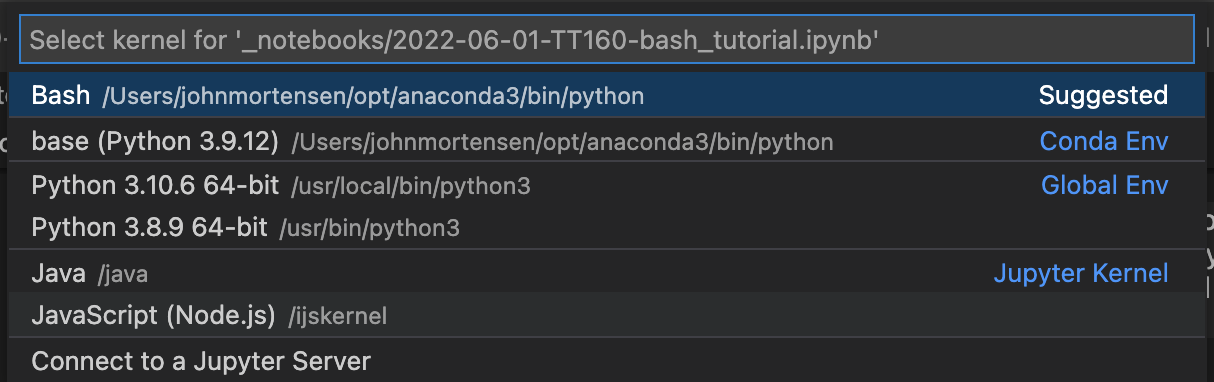 Select kernel for '_notebooks/2022-06-01-TT160-bash_tutorial.ipynb'
Bash /Users/johnmortensen/opt/anaconda3/bin/python Suggested
base (Python 3.9.12) /Users/johnmortensen/opt/anaconda3/bin/python Conda Env
Python 3.10.6 64-bit /usr/local/bin/python3 Global Env
Python 3.8.9 64-bit /usr/bin/python3
Java /java Jupyter Kernel
JavaScript (Node.js) /ijskernel
Connect to a Jupyter Server